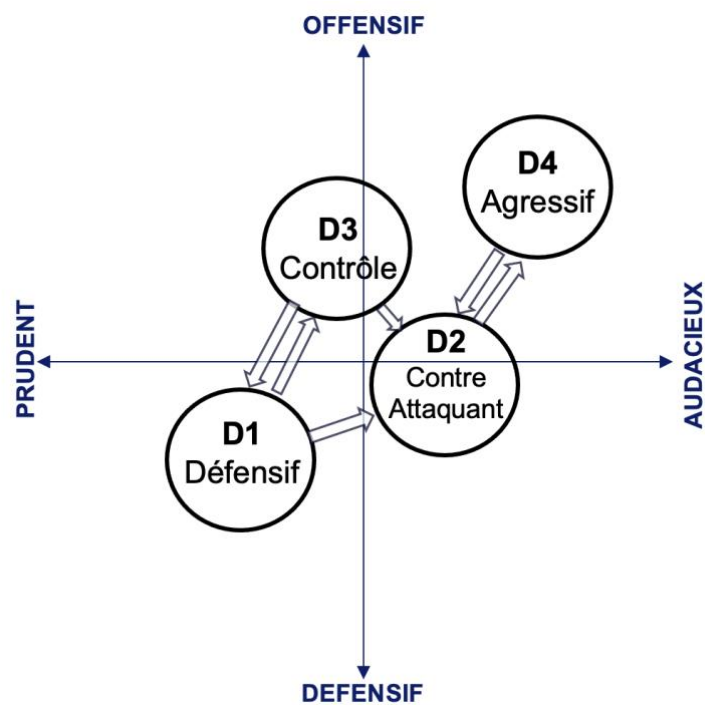 OFFENSIF
D4
Agressif
D3
Contrôle
PRUDENT
AUDACIEUX
D2
Contre
Attaquant
D1
Défensif
DEFENSIF